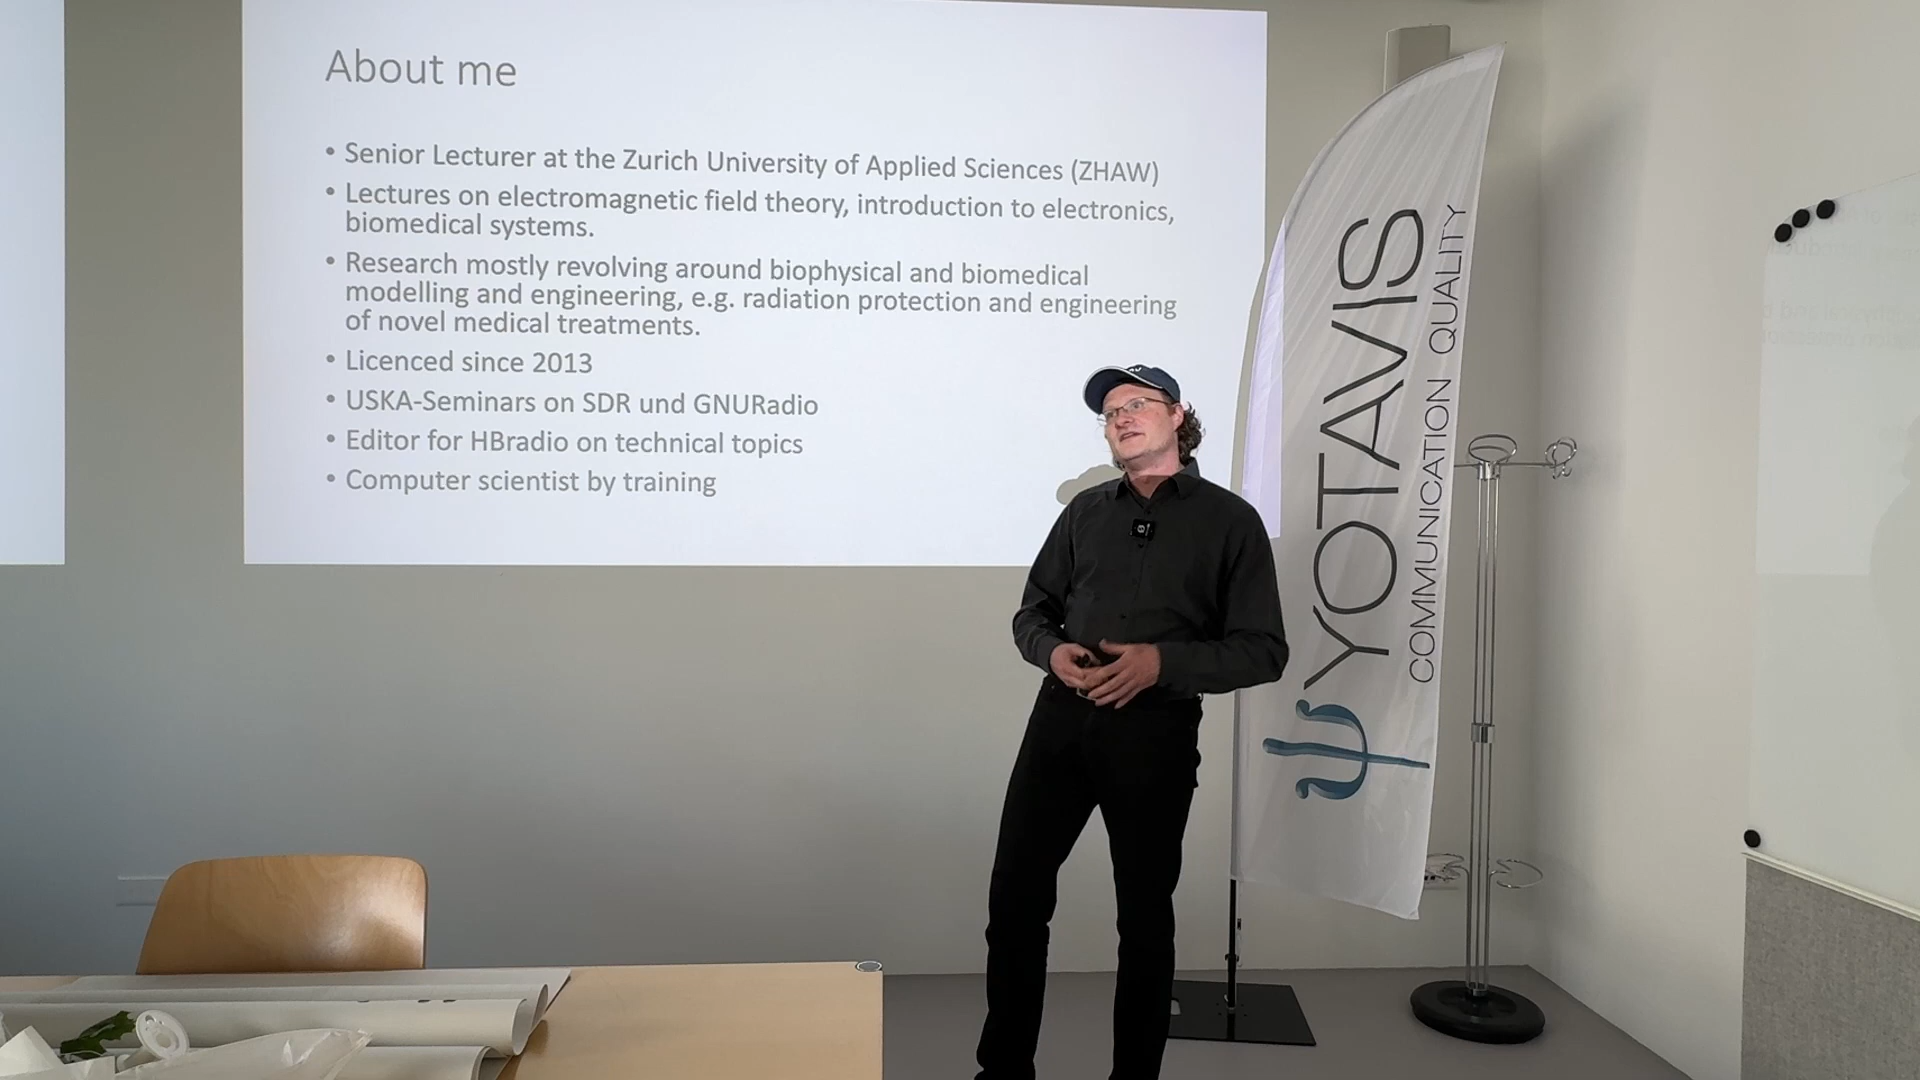 About me
• Senior Lecturer at the Zurich University of Applied Sciences (ZHAW)
• Lectures on electromagnetic field theory, introduction to electronics,
biomedical systems.
• Research mostly revolving around biophysical and biomedical
modelling and engineering, e.g. radiation protection and engineering
of novel medical treatments.
• Licenced since 2013
• USKA-Seminars on SDR und GNURadio
• Editor for HBradio on technical topics
• Computer scientist by training
YOTAVIS
COMMUNICATION QUALITY